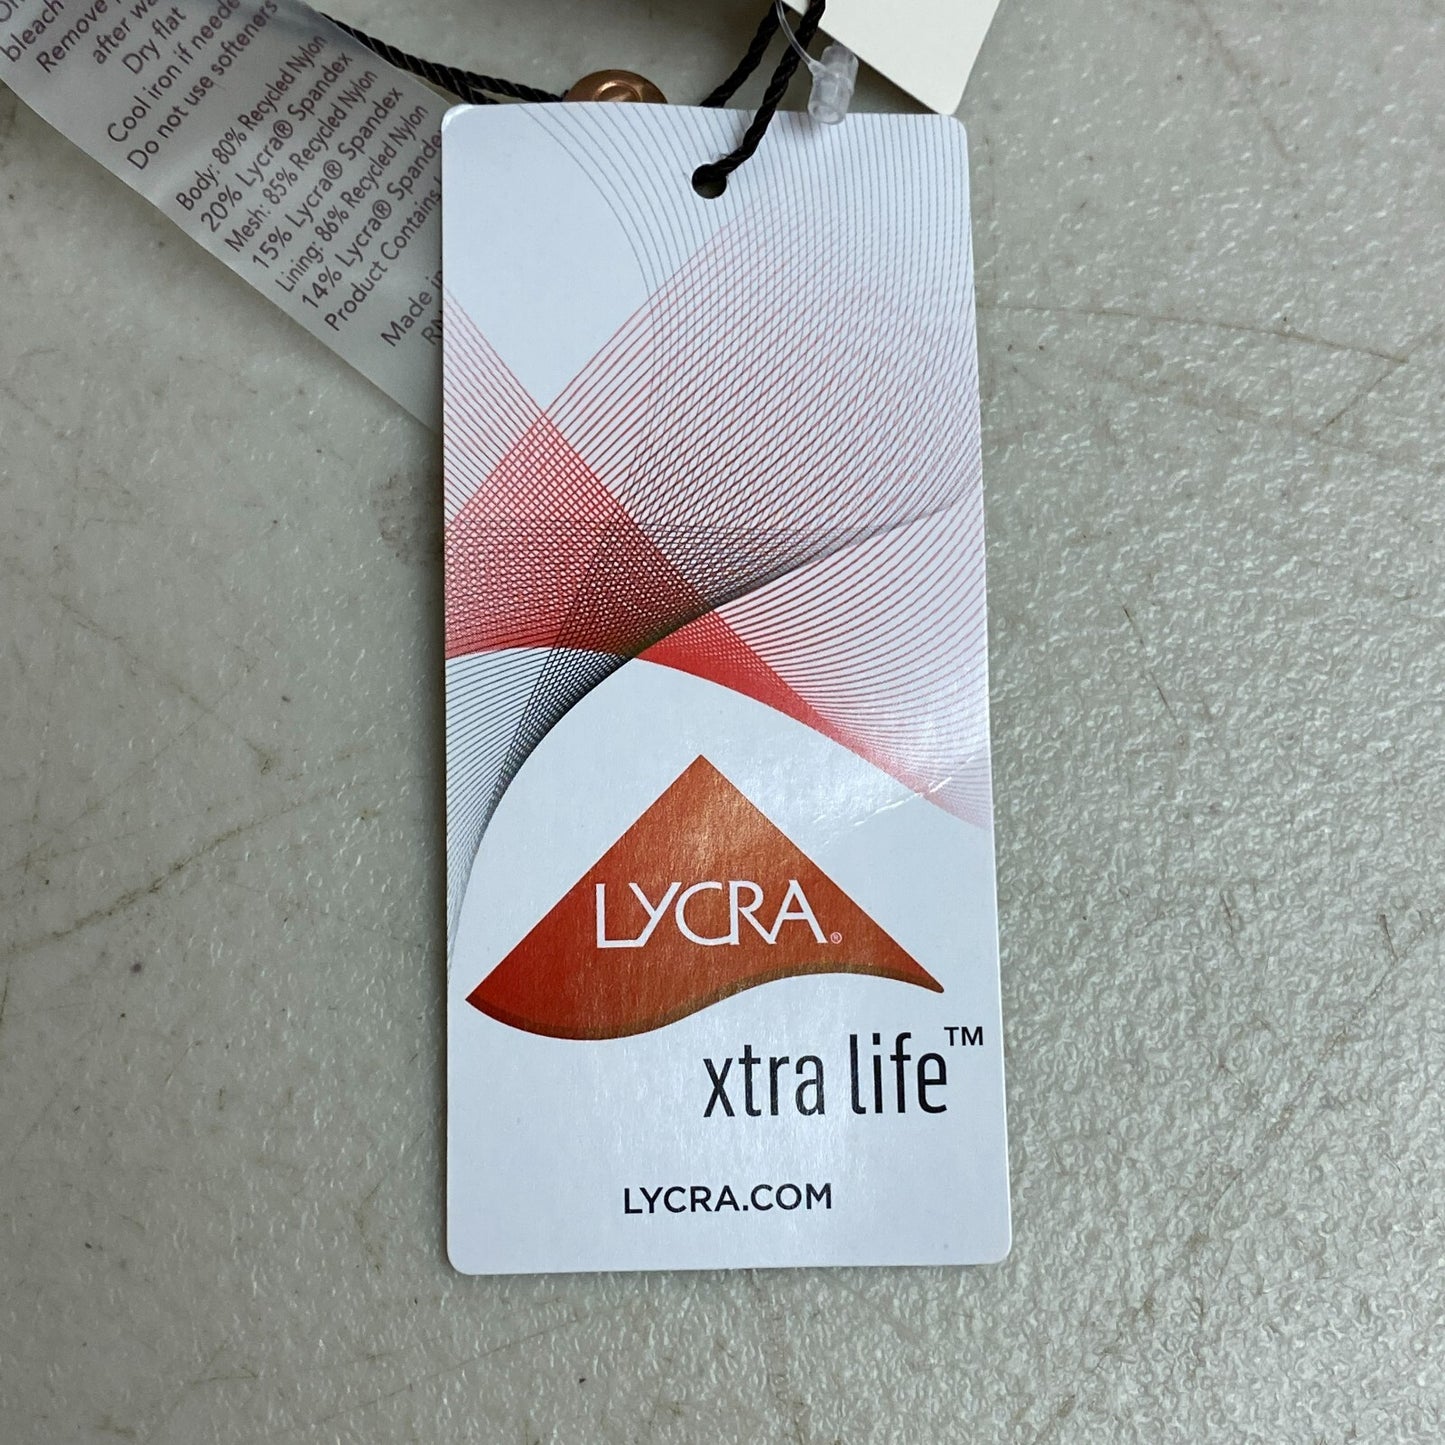 bleach
Remove
after
Dry flat
Cool iron if neede
Do not use softeners
Body: 80% Recycled Nylon
20% Lycra® Spandex
Mesh: 85% Recycled Nylon
15% Lycra® Spandex
Lining: 86% Recycled Nylon
14% Lycra® Spande
Product Contains
Made in
LYCRA®
xtra life™
LYCRA.COM